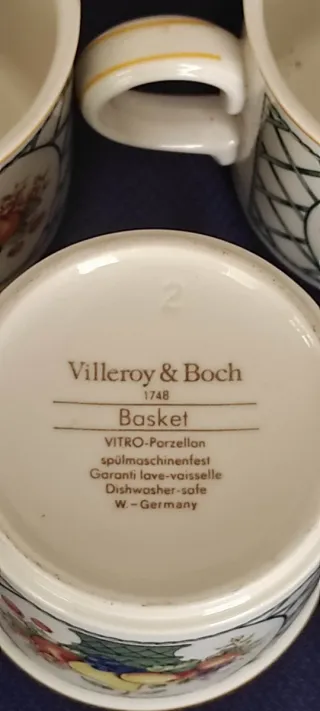 2
Villeroy & Boch
1748
Basket
VITRO-Porzellan
spülmaschinenfest
Garanti lave-vaisselle
Dishwasher-safe
W.-Germany